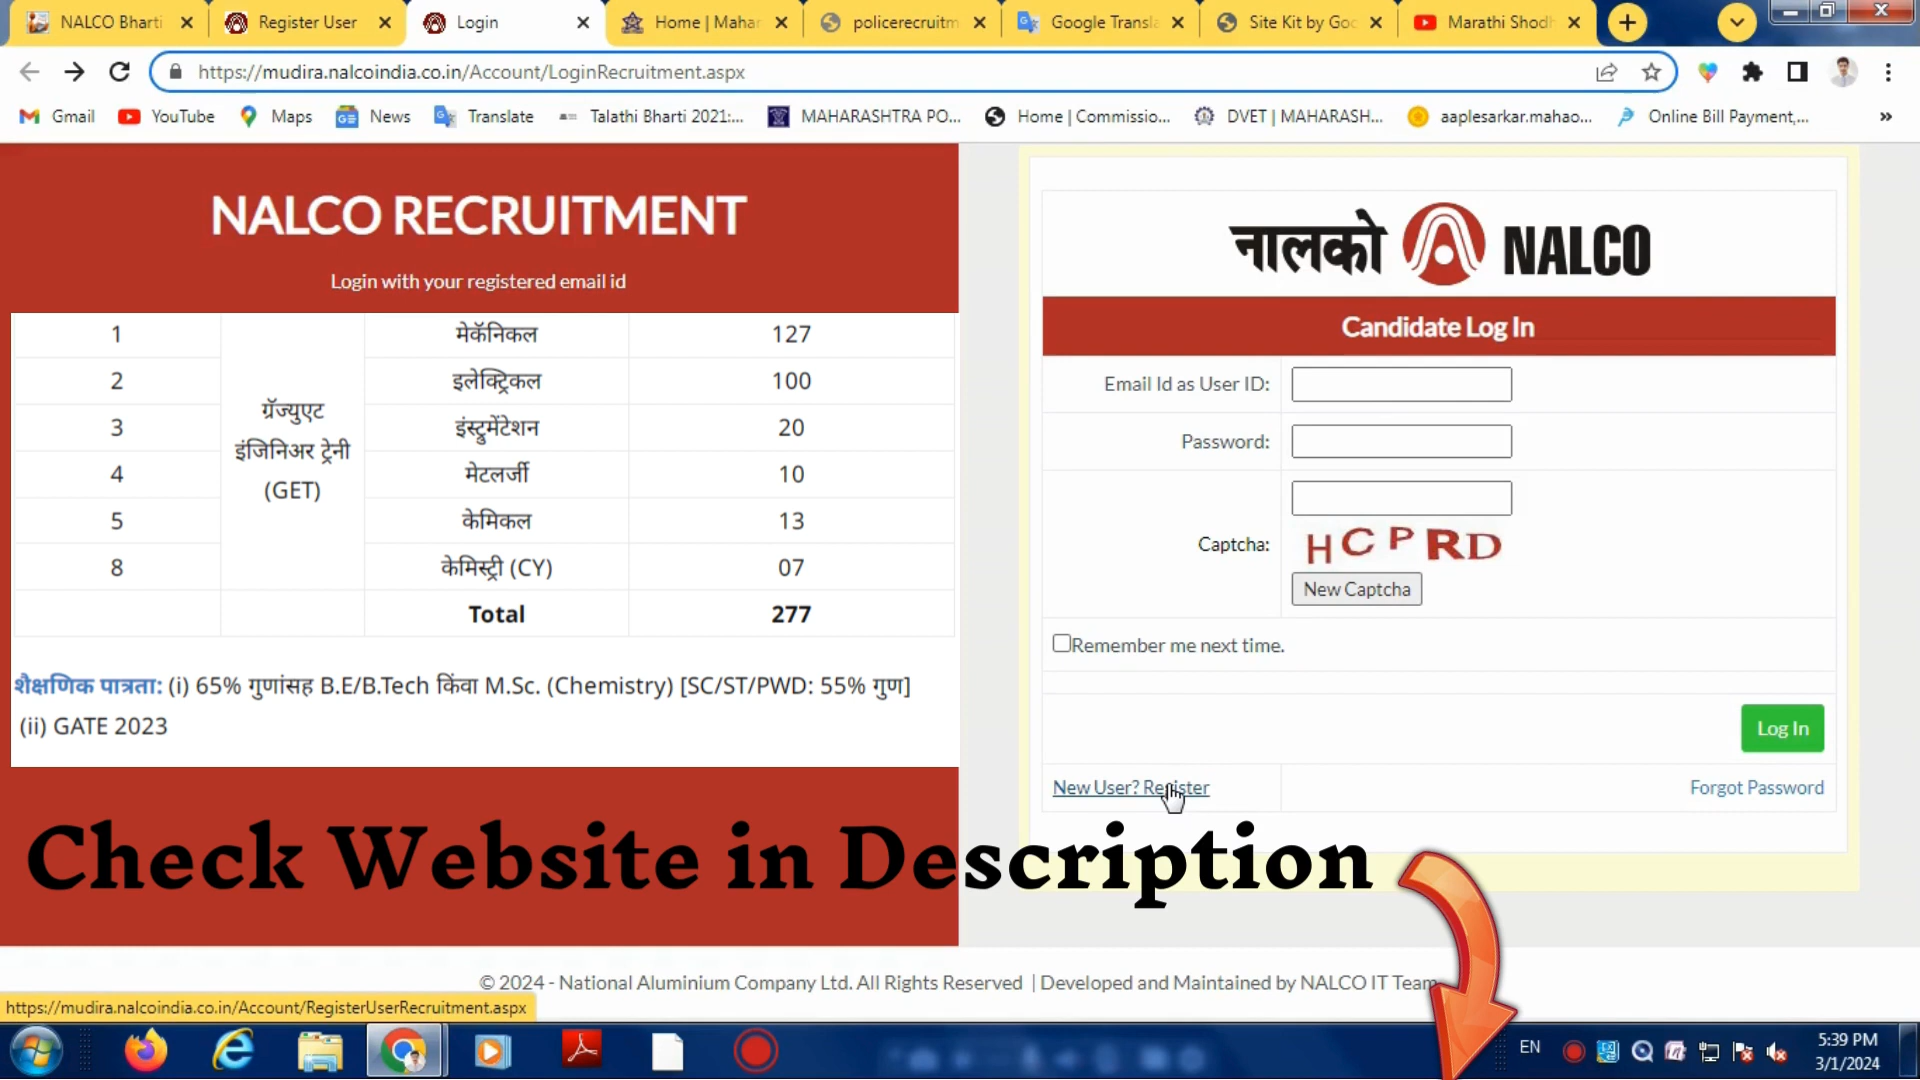 NALCO Bharti
Register User
Login
Home | Mahar
policerecruitm
Google Transla
Site Kit by Goo
Marathi Shodh
https://mudira.nalcoindia.co.in/Account/LoginRecruitment.aspx
Gmail
YouTube
Maps
News
Translate
Talathi Bharti 2021:...
MAHARASHTRA PO...
Home | Commissio...
DVET | MAHARASH...
aaplesarkar.mahao...
Online Bill Payment,...
»
NALCO RECRUITMENT
Login with your registered email id
1 मेकॅनिकल 127
2 इलेक्ट्रिकल 100
3 इंस्ट्रुमेंटेशन 20
4 मेटलर्जी 10
5 केमिकल 13
8 केमिस्ट्री (CY) 07
ग्रॅज्युएट
इंजिनिअर ट्रेनी
(GET)
Total 277
शैक्षणिक पात्रता: (i) 65% गुणांसह B.E/B.Tech किंवा M.Sc. (Chemistry) [SC/ST/PWD: 55% गुण]
(ii) GATE 2023
नालको NALCO
Candidate Log In
Email Id as User ID:
Password:
Captcha:
HCPRD
New Captcha
Remember me next time.
Log In
New User? Register
Forgot Password
Check Website in Description
© 2024 - National Aluminium Company Ltd. All Rights Reserved | Developed and Maintained by NALCO IT Team
https://mudira.nalcoindia.co.in/Account/RegisterUserRecruitment.aspx
EN
5:39 PM
3/1/2024